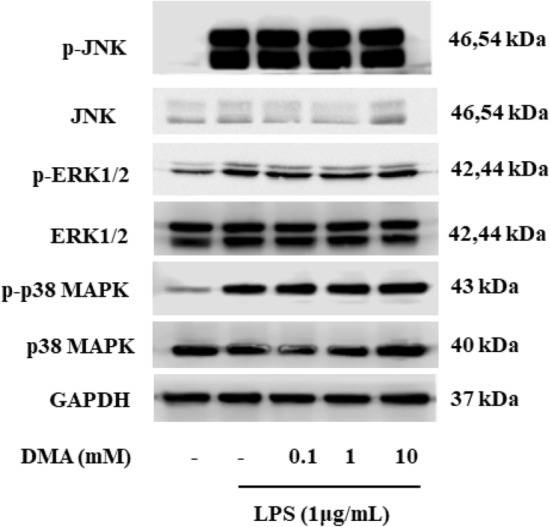 p-JNK 46,54 kDa
JNK 46,54 kDa
p-ERK1/2 42,44 kDa
ERK1/2 42,44 kDa
p-p38 MAPK 43 kDa
p38 MAPK 40 kDa
GAPDH 37 kDa
DMA (mM) - - 0.1 1 10
LPS (1μg/mL)